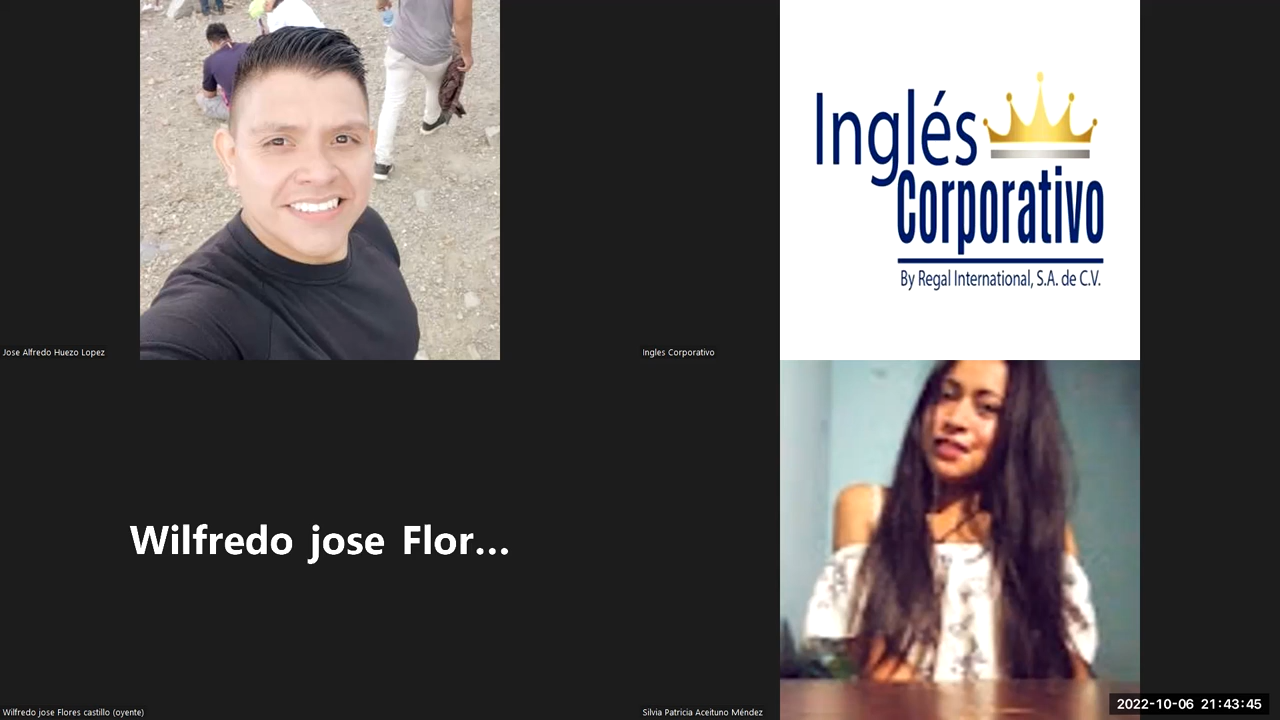 Inglés
Corporativo
By Regal International, S.A. de C.V.
Jose Alfredo Huezo Lopez
Ingles Corporativo
Wilfredo jose Flor...
Wilfredo jose Flores castillo (oyente)
Silvia Patricia Aceituno Méndez
2022-10-06 21:43:45